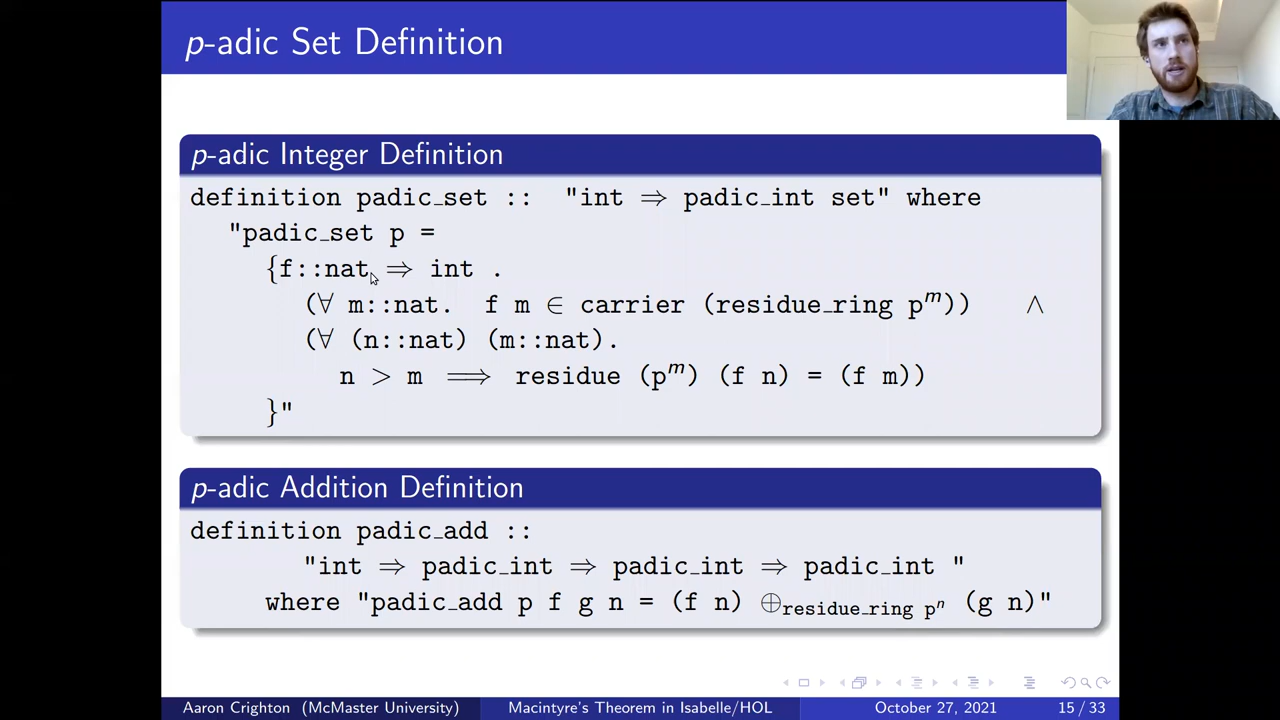 p-adic Set Definition
p-adic Integer Definition
definition padic_set :: "int ⇒ padic_int set" where
"padic_set p =
{f::nat ⇒ int .
(∀ m::nat. f m ∈ carrier (residue_ring p^m)) ∧
(∀ (n::nat) (m::nat).
n > m ⟹ residue (p^m) (f n) = (f m))
}"
p-adic Addition Definition
definition padic_add ::
"int ⇒ padic_int ⇒ padic_int ⇒ padic_int "
where "padic_add p f g n = (f n) ⊕_residue_ring p^n (g n)"
Aaron Crighton (McMaster University) Macintyre's Theorem in Isabelle/HOL October 27, 2021 15 / 33